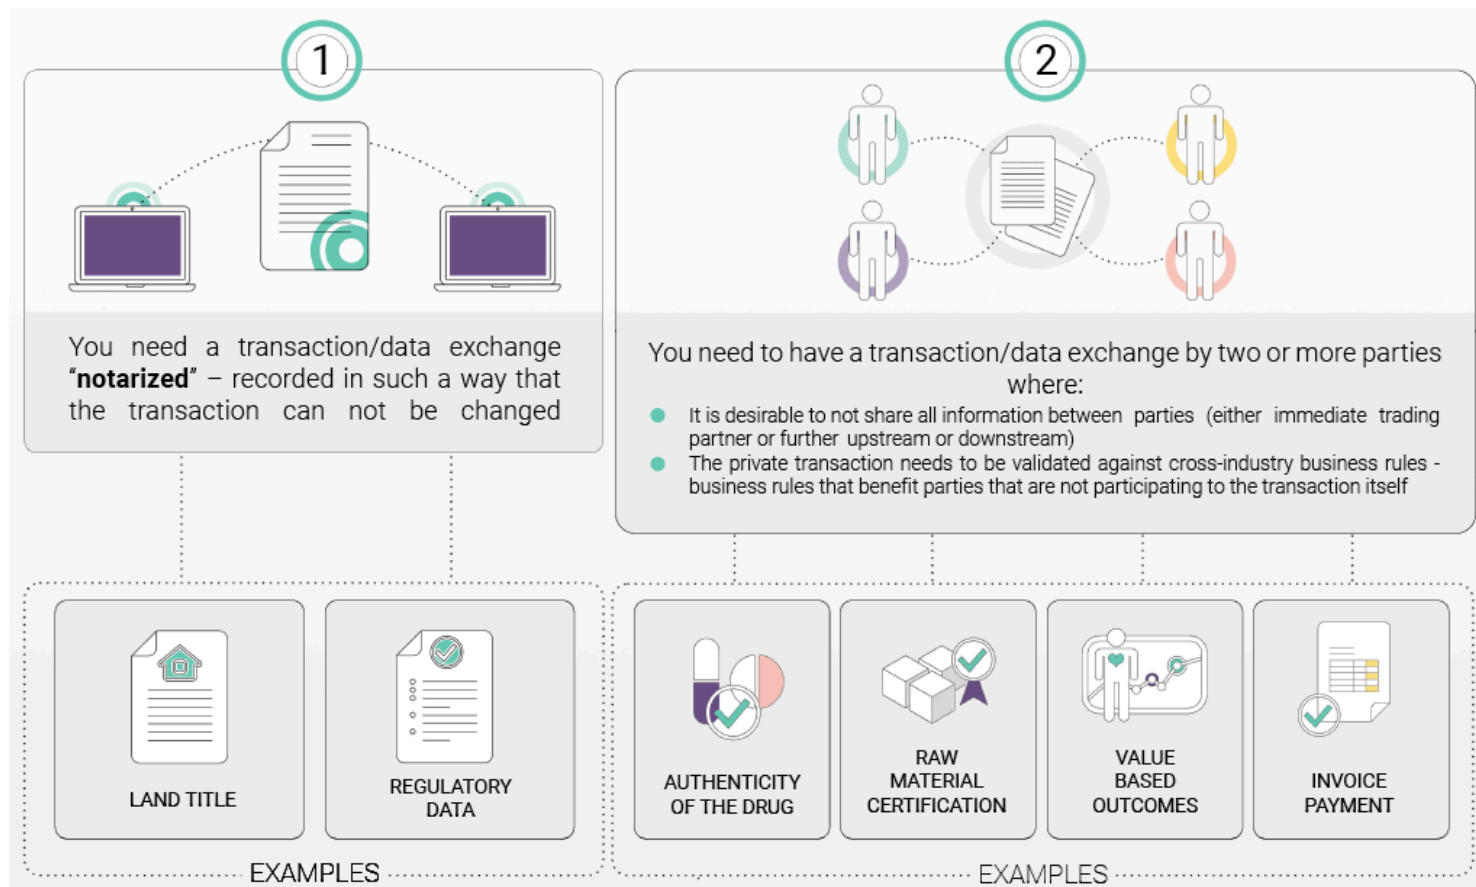 1
You need a transaction/data exchange
“notarized” – recorded in such a way that
the transaction can not be changed
LAND TITLE
REGULATORY
DATA
EXAMPLES
2
You need to have a transaction/data exchange by two or more parties
where:
It is desirable to not share all information between parties (either immediate trading
partner or further upstream or downstream)
The private transaction needs to be validated against cross-industry business rules -
business rules that benefit parties that are not participating to the transaction itself
AUTHENTICITY
OF THE DRUG
RAW
MATERIAL
CERTIFICATION
VALUE
BASED
OUTCOMES
INVOICE
PAYMENT
EXAMPLES